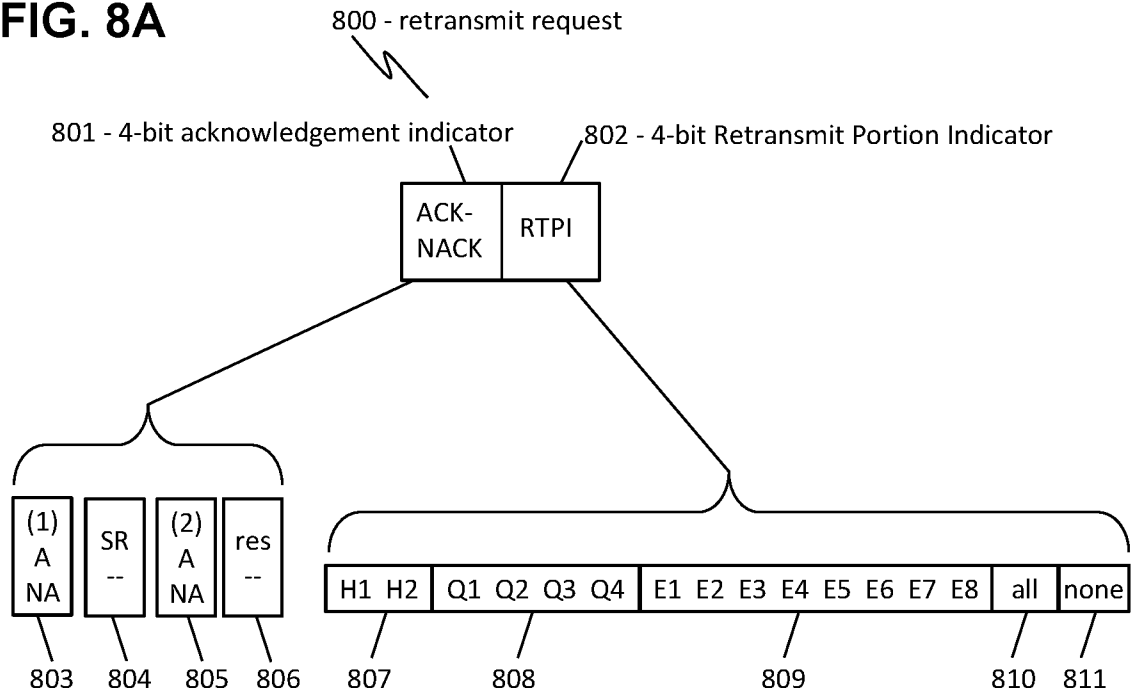 FIG. 8A
800 - retransmit request
801 - 4-bit acknowledgement indicator
802 - 4-bit Retransmit Portion Indicator
ACK-
NACK
RTPI
(1)
A
NA
SR
--
(2)
A
NA
res
--
H1 H2
Q1 Q2 Q3 Q4
E1 E2 E3 E4 E5 E6 E7 E8
all
none
803
804
805
806
807
808
809
810
811